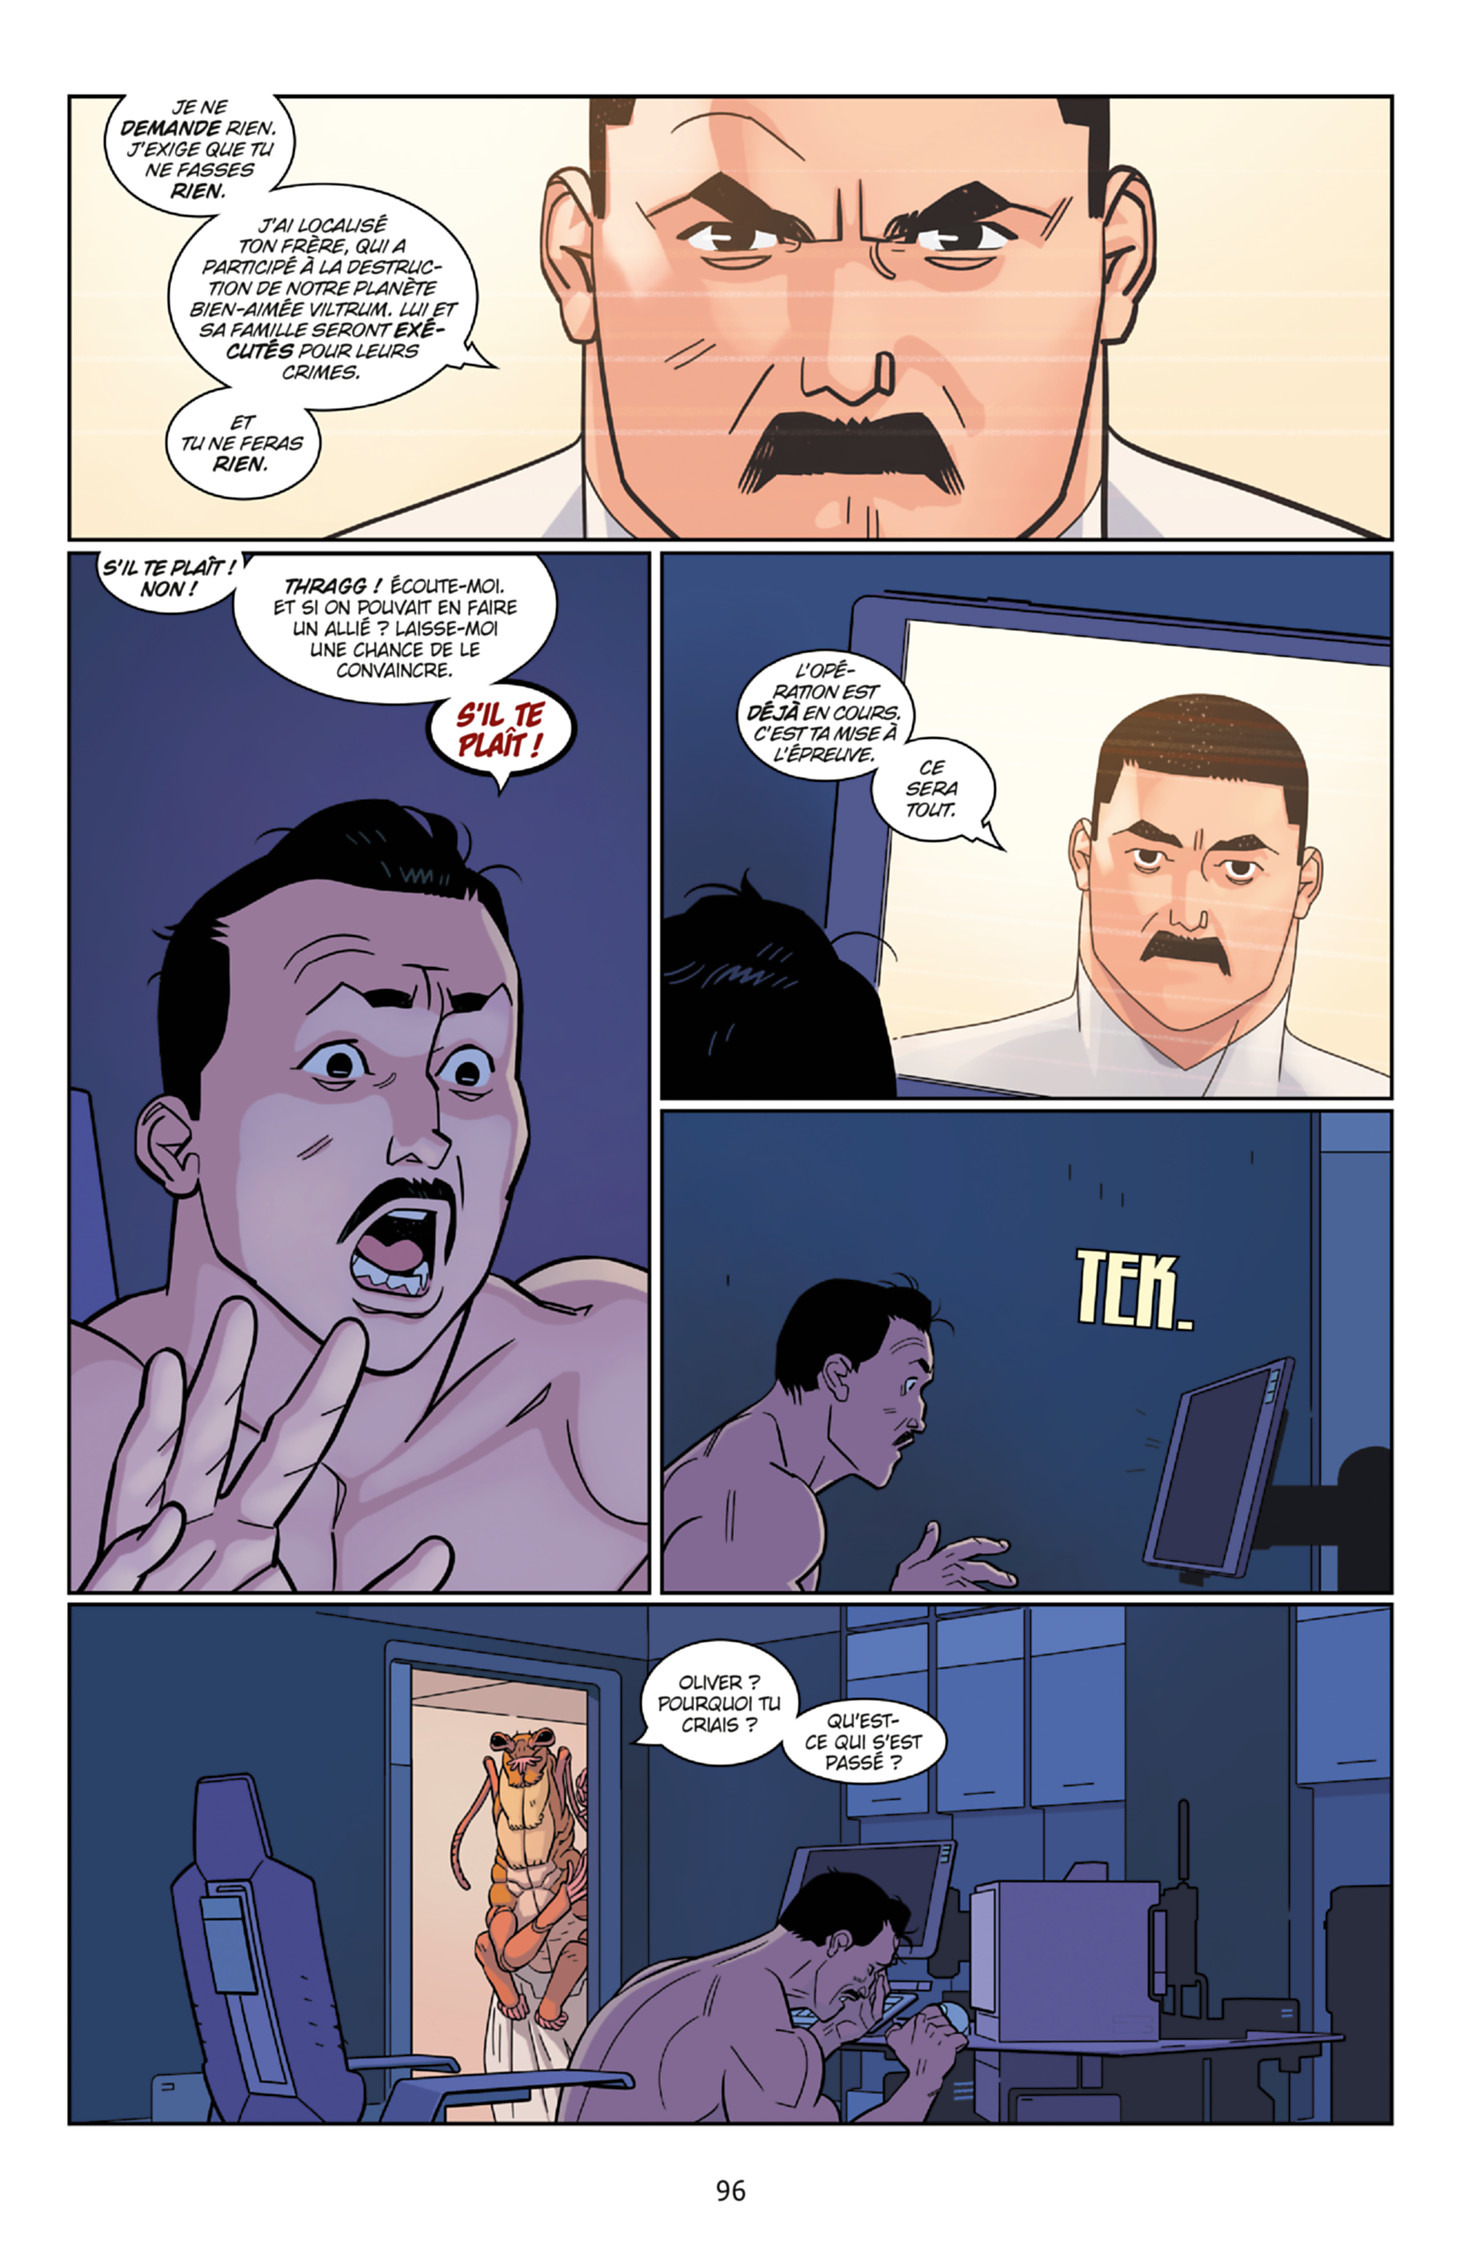 JE NE
DEMANDE RIEN.
J'EXIGE QUE TU
NE FASSES
RIEN.
J'AI LOCALISÉ
TON FRÈRE, QUI A
PARTICIPÉ À LA DESTRUC-
TION DE NOTRE PLANÈTE
BIEN-AIMÉE VILTRUM. LUI ET
SA FAMILLE SERONT EXÉ-
CUTÉS POUR LEURS
CRIMES.
ET
TU NE FERAS
RIEN.
S'IL TE PLAÎT !
NON !
THRAGG ! ÉCOUTE-MOI.
ET SI ON POUVAIT EN FAIRE
UN ALLIÉ ? LAISSE-MOI
UNE CHANCE DE LE
CONVAINCRE.
S'IL TE
PLAÎT !
L'OPÉ-
RATION EST
DÉJÀ EN COURS.
C'EST TA MISE À
L'ÉPREUVE.
CE
SERA
TOUT.
TEK.
OLIVER ?
POURQUOI TU
CRIAIS ?
QU'EST-
CE QUI S'EST
PASSÉ ?
96